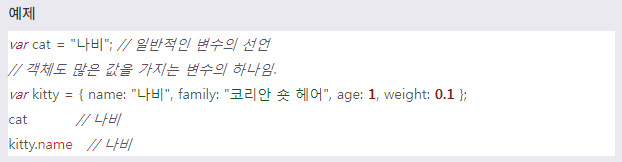 예제
var cat = "나비"; // 일반적인 변수의 선언
// 객체도 많은 값을 가지는 변수의 하나임.
var kitty = { name: "나비", family: "코리안 숏 헤어", age: 1, weight: 0.1 };
cat // 나비
kitty.name // 나비